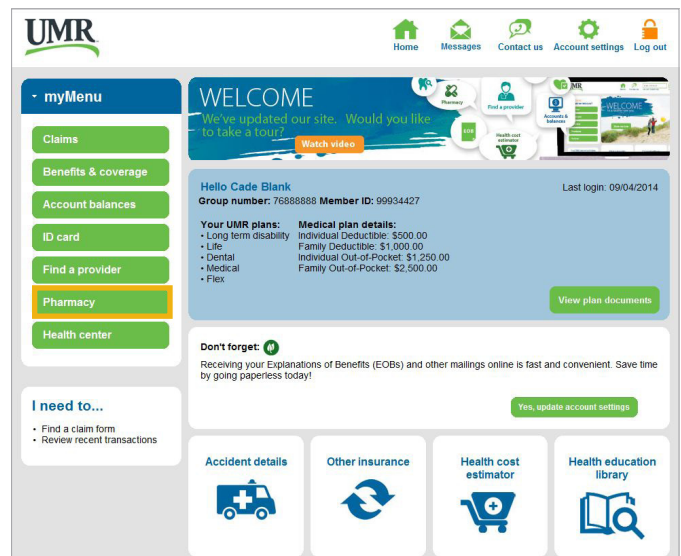 UMR
Home
Messages
Contact us
Account settings
Log out
myMenu
Claims
Benefits & coverage
Account balances
ID card
Find a provider
Pharmacy
Health center
I need to...
• Find a claim form
• Review recent transactions
WELCOME
We've updated our site. Would you like
to take a tour?
Watch video
Pharmacy
Find a provider
EOB
Health cost
estimator
Accounts &
balances
UMR
WELCOME
Hello Cade Blank
Last login: 09/04/2014
Group number: 76888888 Member ID: 99934427
Your UMR plans:
• Long term disability
• Life
• Dental
• Medical
• Flex
Medical plan details:
Individual Deductible: $500.00
Family Deductible: $1,000.00
Individual Out-of-Pocket: $1,250.00
Family Out-of-Pocket: $2,500.00
View plan documents
Don't forget:
Receiving your Explanations of Benefits (EOBs) and other mailings online is fast and convenient. Save time
by going paperless today!
Yes, update account settings
Accident details
Other insurance
Health cost
estimator
Health education
library